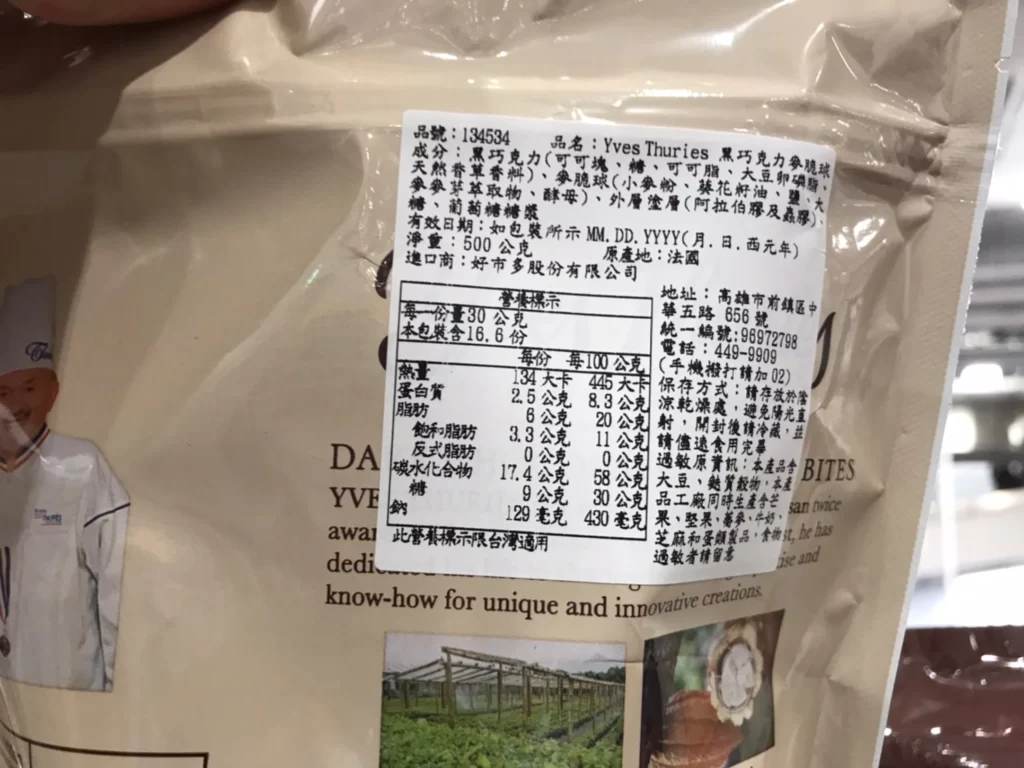 品號：134534　品名：Yves Thuries 黑巧克力麥脆球
成分：黑巧克力(可可塊、糖、可可脂、大豆卵磷脂、
天然香草香料)、麥脆球(小麥粉、葵花籽油、鹽、大
麥麥芽萃取物、酵母)、外層塗層(阿拉伯膠及蟲膠)、
糖、葡萄糖糖漿
有效日期：如包裝所示 MM.DD.YYYY(月.日.西元年)
淨重：500 公克　原產地：法國
進口商：好市多股份有限公司
營養標示
每一份量30 公克
本包裝含16.6 份
每份　每100 公克
熱量　134 大卡　445 大卡
蛋白質　2.5 公克　8.3 公克
脂肪　6 公克　20 公克
飽和脂肪　3.3 公克　11 公克
反式脂肪　0 公克　0 公克
碳水化合物　17.4 公克　58 公克
糖　9 公克　30 公克
鈉　129 毫克　430 毫克
此營養標示限台灣適用
地址：高雄市前鎮區中
華五路 656 號
統一編號:96972798
電話：449-9909
(手機撥打請加 02)
保存方式：請存放於陰
涼乾燥處，避免陽光直
射，開封後請冷藏，並
請儘速食用完畢
過敏原資訊：本產品含
大豆、麩質穀物，本產
品工廠同時生產含芒
果、堅果、蕎麥、牛奶、
芝麻和蛋類製品，食物
過敏者請留意
DA BITES
YVE san twice
awar st, he has
dedic ise and
know-how for unique and innovative creations.